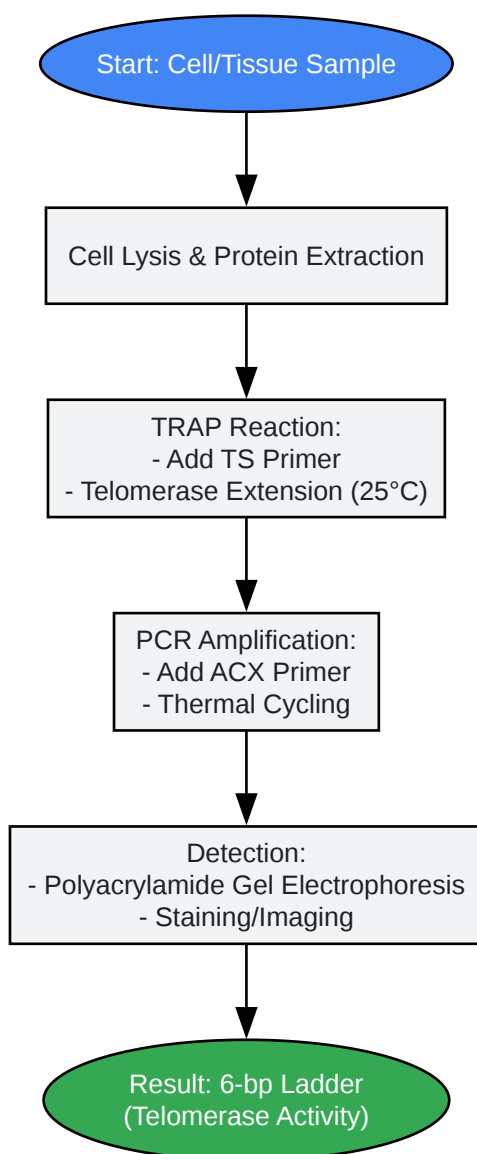 Start: Cell/Tissue Sample
Cell Lysis & Protein Extraction
TRAP Reaction:
- Add TS Primer
- Telomerase Extension (25°C)
PCR Amplification:
- Add ACX Primer
- Thermal Cycling
Detection:
- Polyacrylamide Gel Electrophoresis
- Staining/Imaging
Result: 6-bp Ladder
(Telomerase Activity)